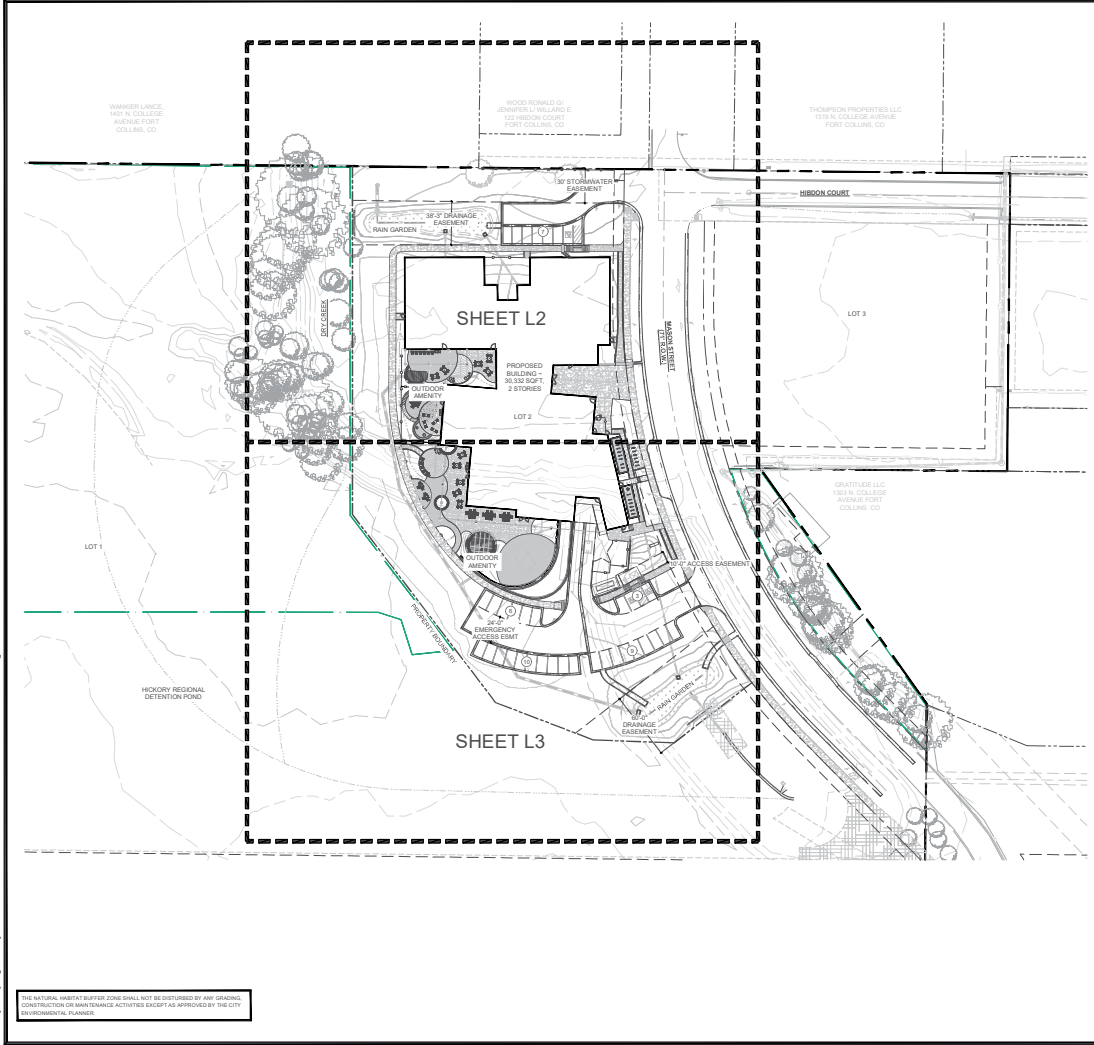 WANKIER LANCE,
1401 N. COLLEGE
AVENUE FORT
COLLINS, CO
WOOD RONALD G/
JENNIFER L/ WILLARD E,
122 HIBDON COURT
FORT COLLINS, CO
THOMPSON PROPERTIES LLC
1319 N. COLLEGE AVENUE
FORT COLLINS, CO
30' STORMWATER
EASEMENT
HIBDON COURT
38'-3" DRAINAGE
EASEMENT
RAIN GARDEN
7
DRY CREEK
SHEET L2
LOT 3
MASON STREET
(77' R.O.W.)
PROPOSED
BUILDING ~
30,332 SQFT,
2 STORIES
OUTDOOR
AMENITY
LOT 2
GRATITUDE LLC
1303 N. COLLEGE
AVENUE FORT
COLLINS, CO
LOT 1
OUTDOOR
AMENITY
10'-0" ACCESS EASEMENT
3
6
24'-0"
EMERGENCY
ACCESS ESMT
PROPERTY BOUNDARY
9
10
HICKORY REGIONAL
DETENTION POND
RAIN GARDEN
60'-0"
DRAINAGE
EASEMENT
SHEET L3
THE NATURAL HABITAT BUFFER ZONE SHALL NOT BE DISTURBED BY ANY GRADING,
CONSTRUCTION OR MAINTENANCE ACTIVITIES EXCEPT AS APPROVED BY THE CITY
ENVIRONMENTAL PLANNER.